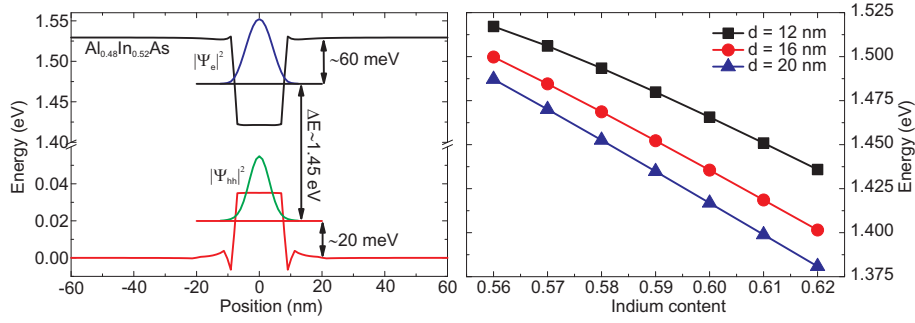 1.55
1.50
1.45
1.40
0.04
0.02
0.00
Energy (eV)
Al0.48In0.52As
|Ψe|²
~60 meV
ΔE~1.45 eV
|Ψhh|²
~20 meV
-60 -40 -20 0 20 40 60
Position (nm)
d = 12 nm
d = 16 nm
d = 20 nm
1.525
1.500
1.475
1.450
1.425
1.400
1.375
Energy (eV)
0.56 0.57 0.58 0.59 0.60 0.61 0.62
Indium content